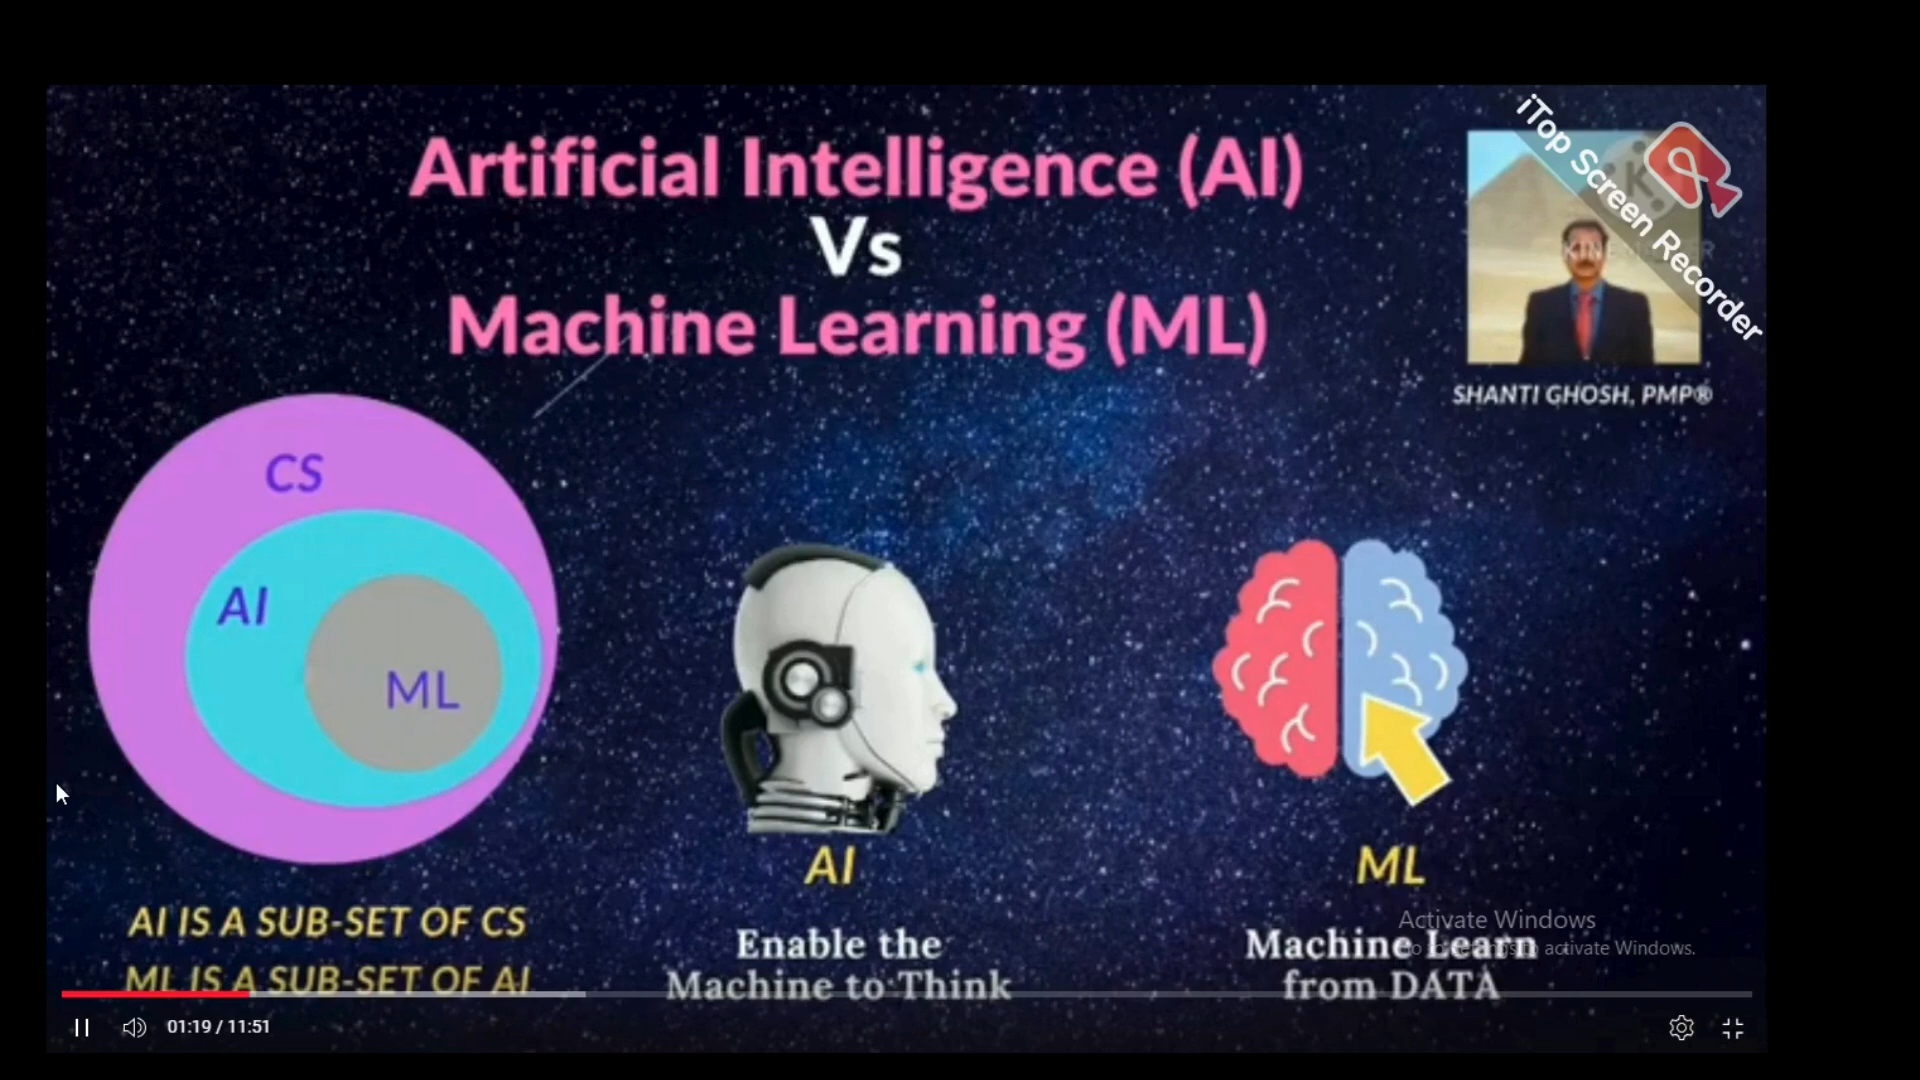 Artificial Intelligence (AI)
Vs
Machine Learning (ML)
iTop Screen Recorder
SHANTI GHOSH, PMP®
CS
AI
ML
AI
ML
AI IS A SUB-SET OF CS
ML IS A SUB-SET OF AI
Enable the
Machine to Think
Machine Learn
from DATA
Activate Windows
activate Windows.
01:19 / 11:51